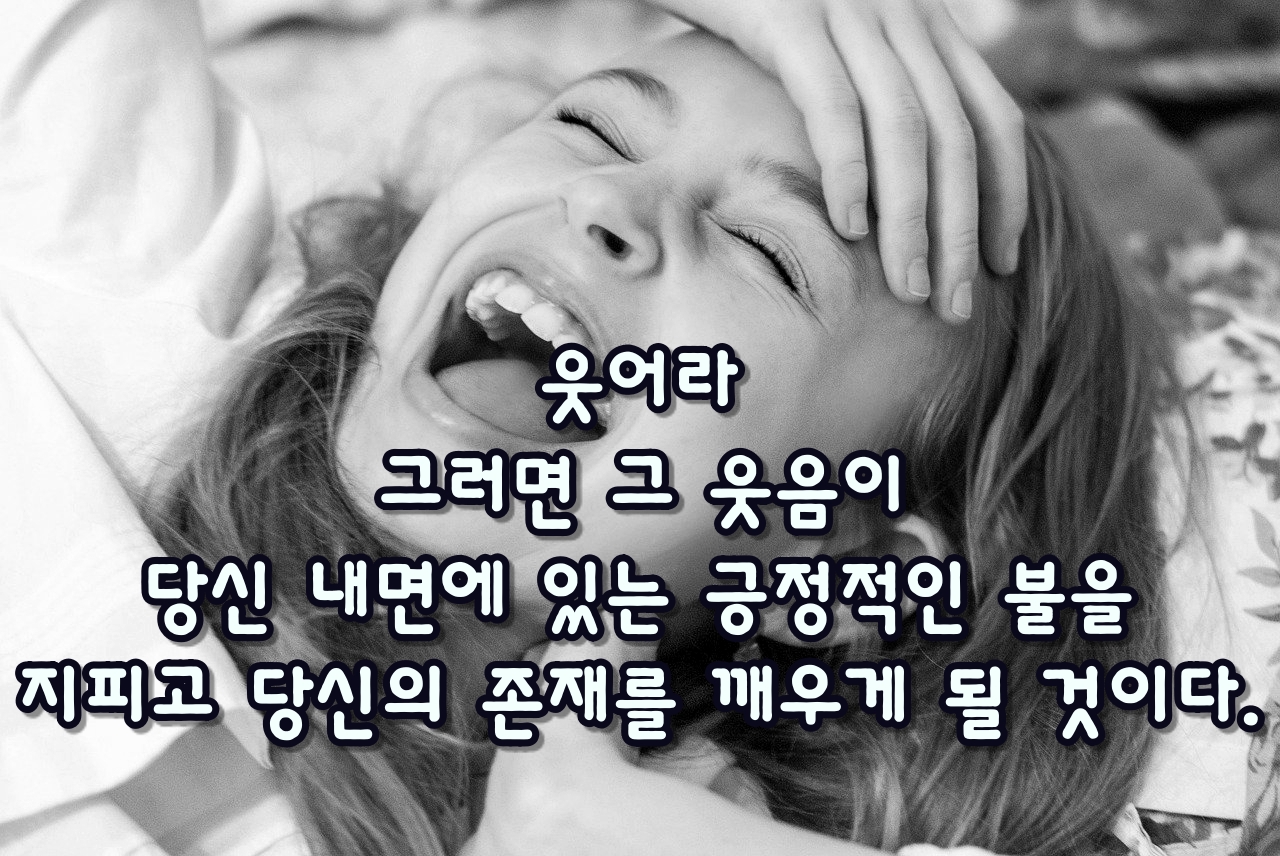 웃어라
그러면 그 웃음이
당신 내면에 있는 긍정적인 불을
지피고 당신의 존재를 깨우게 될 것이다.